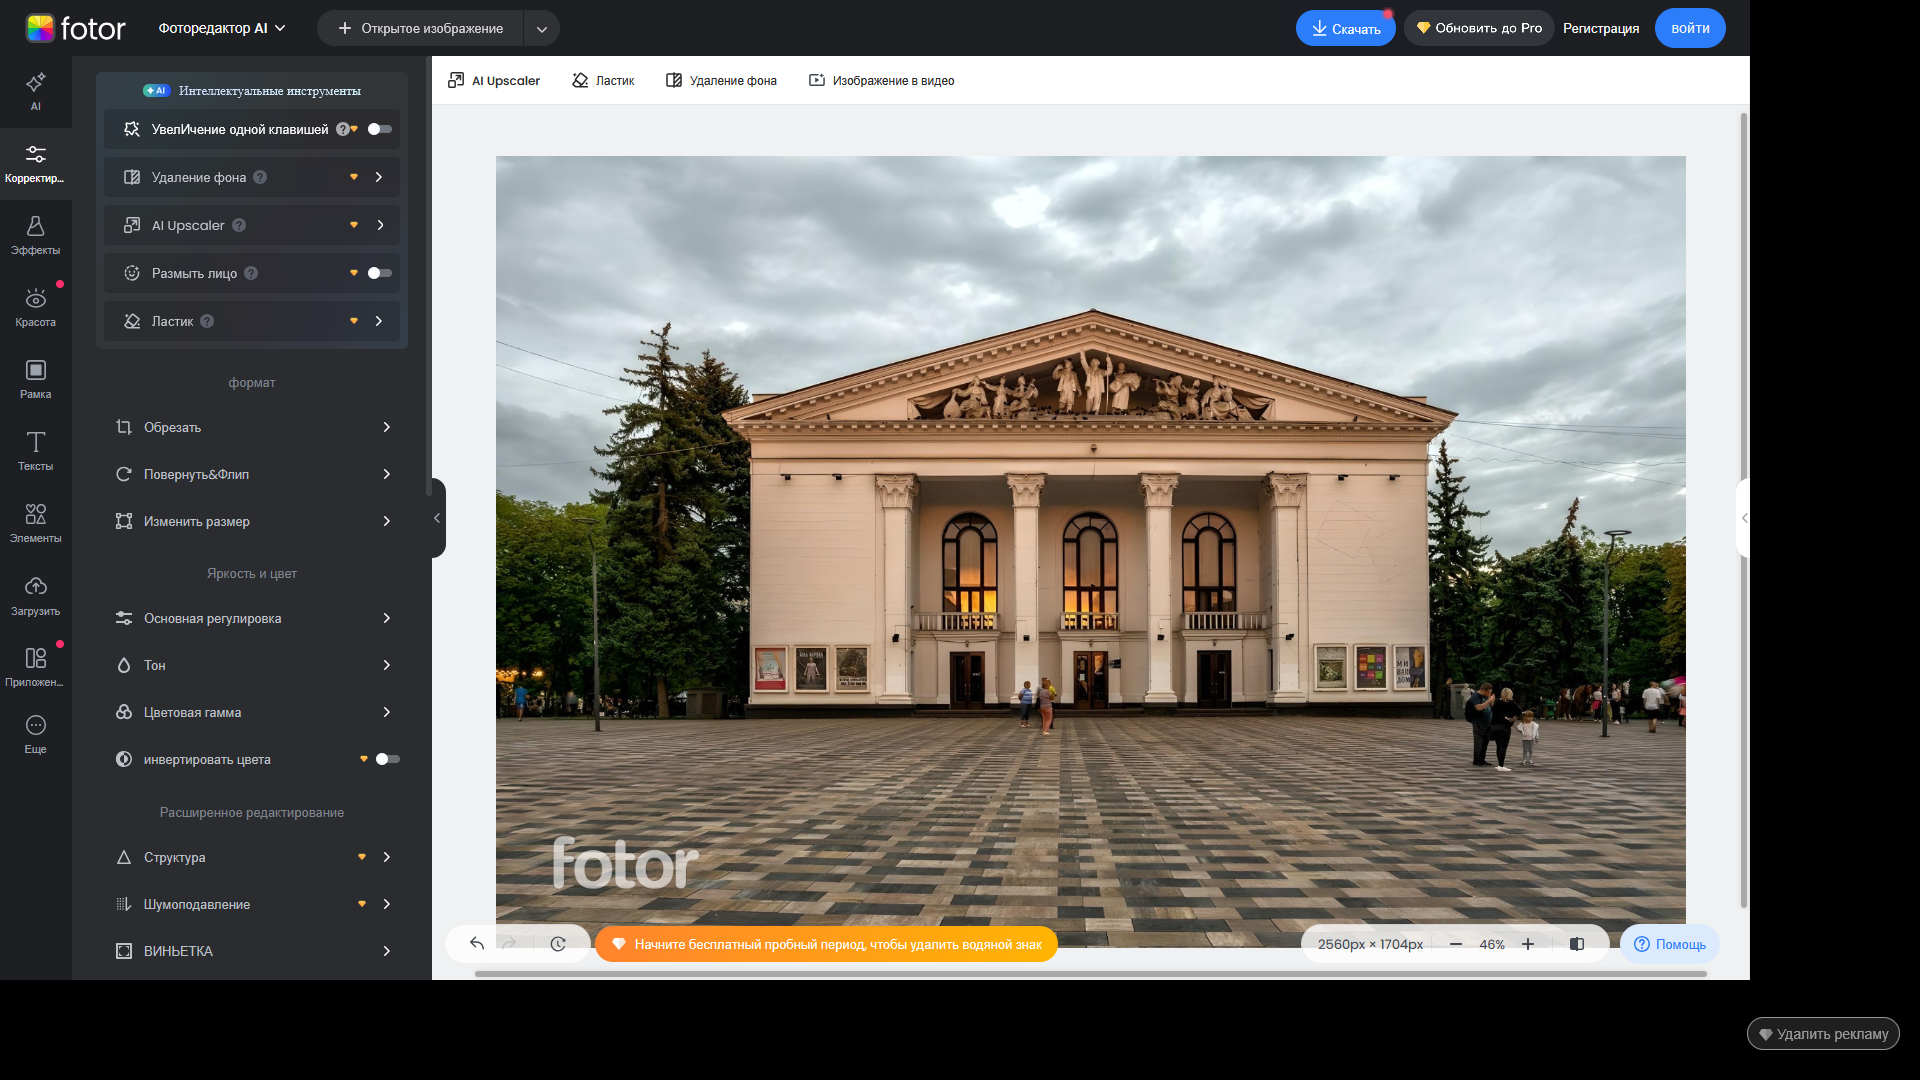 fotor
Фоторедактор AI
Открытое изображение
Скачать
Обновить до Pro
Регистрация
войти
AI
Корректир...
Эффекты
Красота
Рамка
Тексты
Элементы
Загрузить
Приложен...
Еще
AI Интеллектуальные инструменты
УвелИчение одной клавишей ?
Удаление фона ?
AI Upscaler ?
Размыть лицо ?
Ластик ?
формат
Обрезать
Повернуть&Флип
Изменить размер
Яркость и цвет
Основная регулировка
Тон
Цветовая гамма
инвертировать цвета
Расширенное редактирование
Структура
Шумоподавление
ВИНЬЕТКА
AI Upscaler
Ластик
Удаление фона
Изображение в видео
fotor
Начните бесплатный пробный период, чтобы удалить водяной знак
2560px × 1704px
46%
Помощь
Удалить рекламу